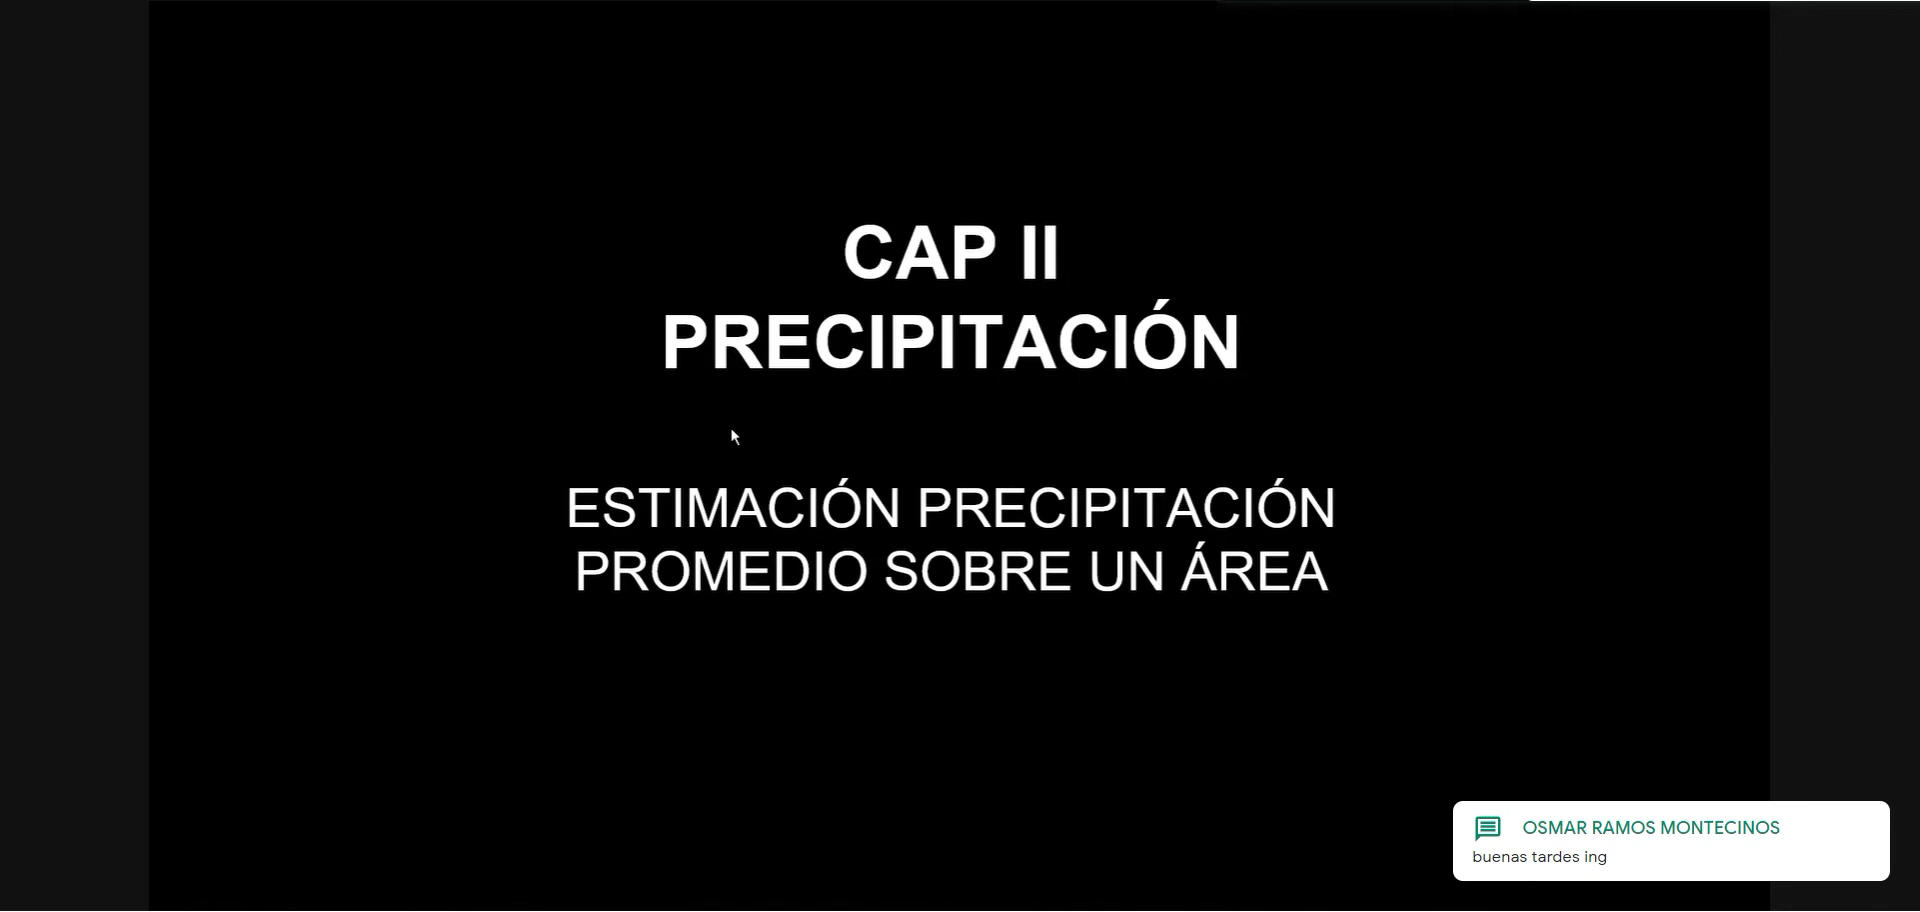 CAP II
PRECIPITACIÓN
ESTIMACIÓN PRECIPITACIÓN
PROMEDIO SOBRE UN ÁREA
OSMAR RAMOS MONTECINOS
buenas tardes ing